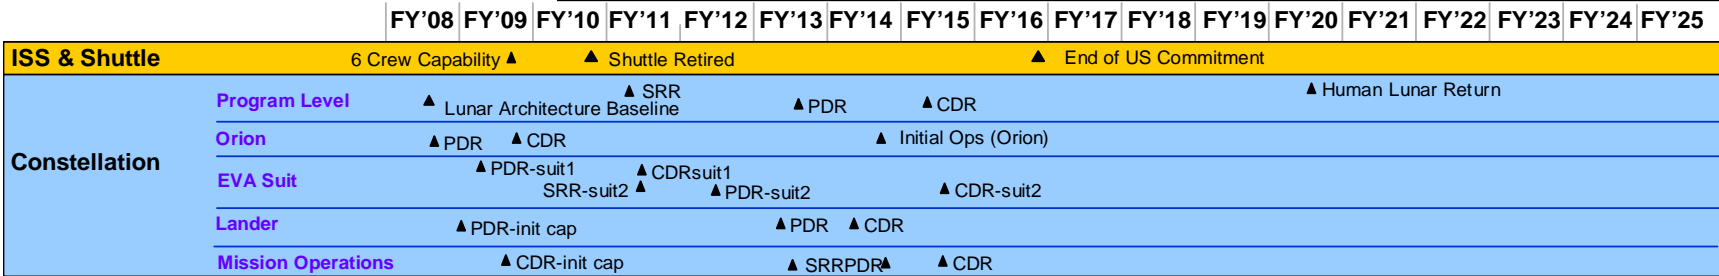 FY'08 FY'09 FY'10 FY'11 FY'12 FY'13 FY'14 FY'15 FY'16 FY'17 FY'18 FY'19 FY'20 FY'21 FY'22 FY'23 FY'24 FY'25
ISS & Shuttle 6 Crew Capability Shuttle Retired End of US Commitment
Constellation
Program Level Lunar Architecture Baseline SRR PDR CDR Human Lunar Return
Orion PDR CDR Initial Ops (Orion)
EVA Suit PDR-suit1 CDRsuit1
SRR-suit2 PDR-suit2 CDR-suit2
Lander PDR-init cap PDR CDR
Mission Operations CDR-init cap SRR PDR CDR